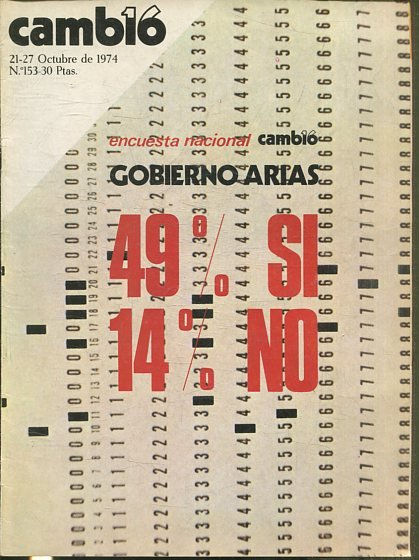 cambio16
21-27 Octubre de 1974
N.º153-30 Ptas.
encuesta nacional cambio16
GOBIERNO ARIAS
49% SI
14% NO